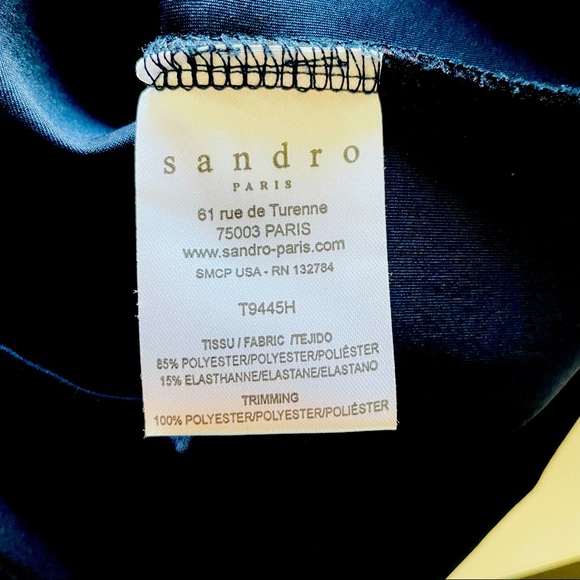 sandro
PARIS
61 rue de Turenne
75003 PARIS
www.sandro-paris.com
SMCP USA - RN 132784
T9445H
TISSU / FABRIC /TEJIDO
85% POLYESTER/POLYESTER/POLIÉSTER
15% ELASTHANNE/ELASTANE/ELASTANO
TRIMMING
100% POLYESTER/POLYESTER/POLIÉSTER